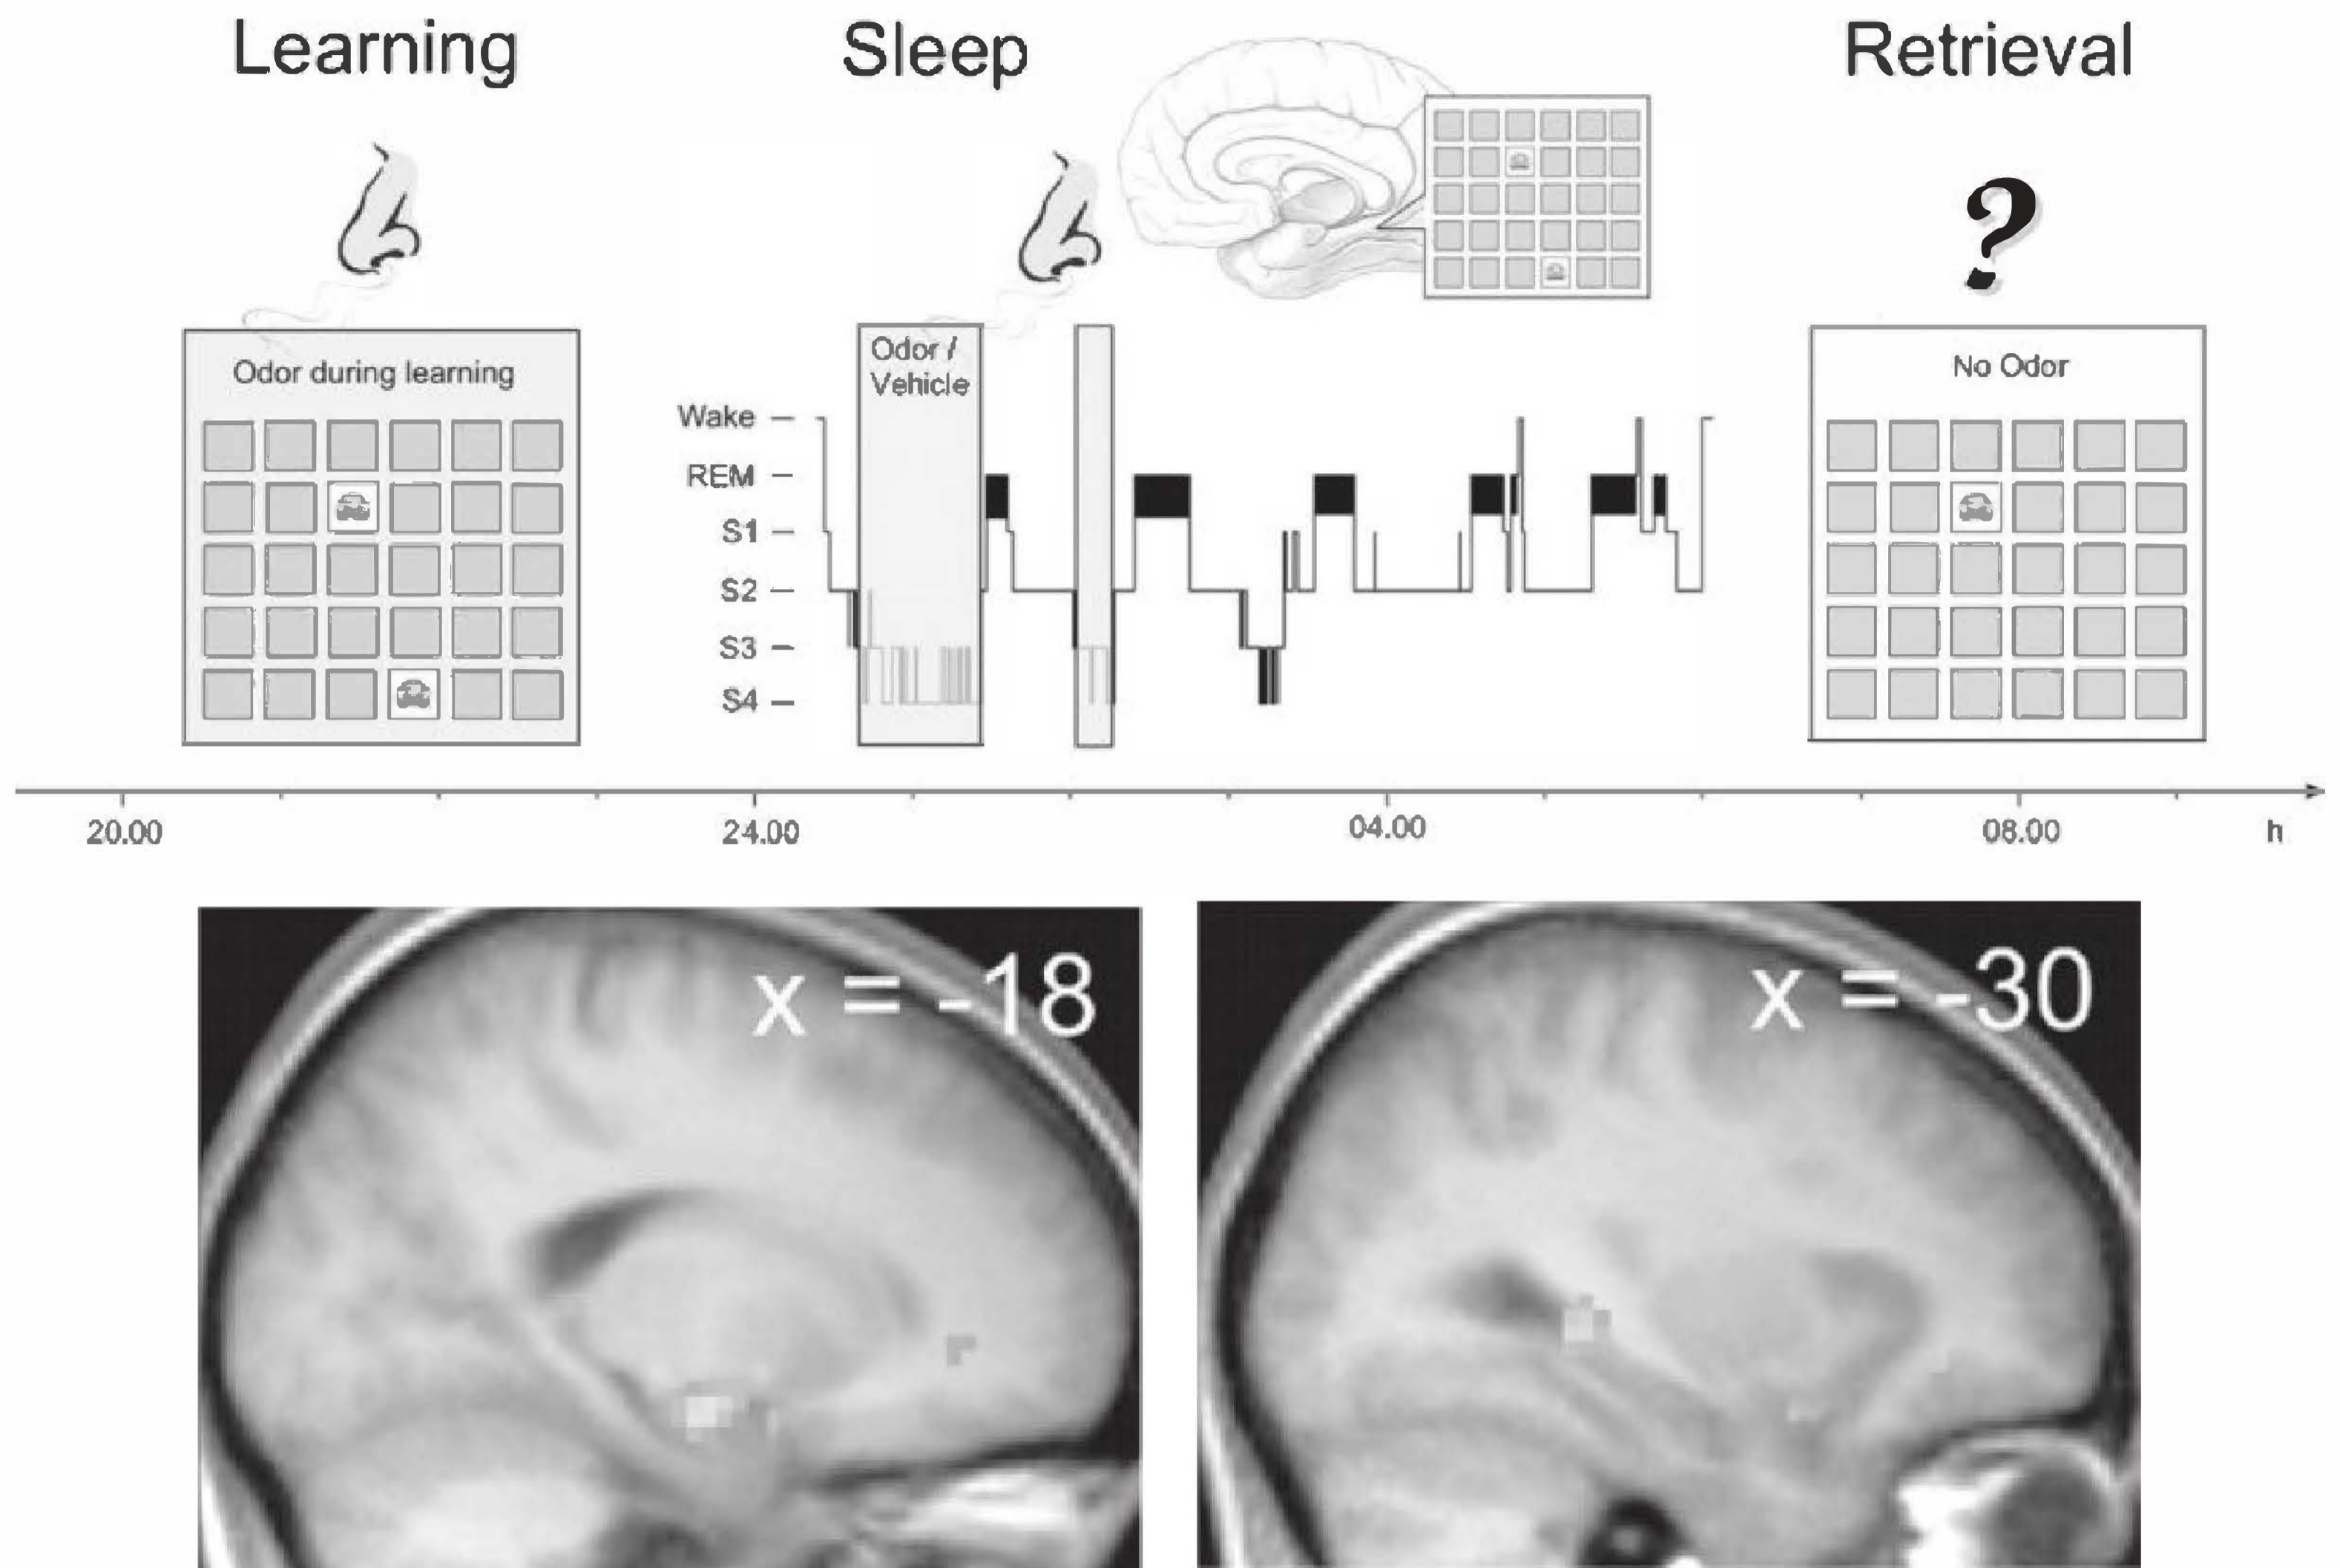 Learning
Sleep
Retrieval
?
Odor during learning
Odor /
Vehicle
No Odor
Wake –
REM –
S1 –
S2 –
S3 –
S4 –
20.00
24.00
04.00
08.00
h
x = -18
x = -30